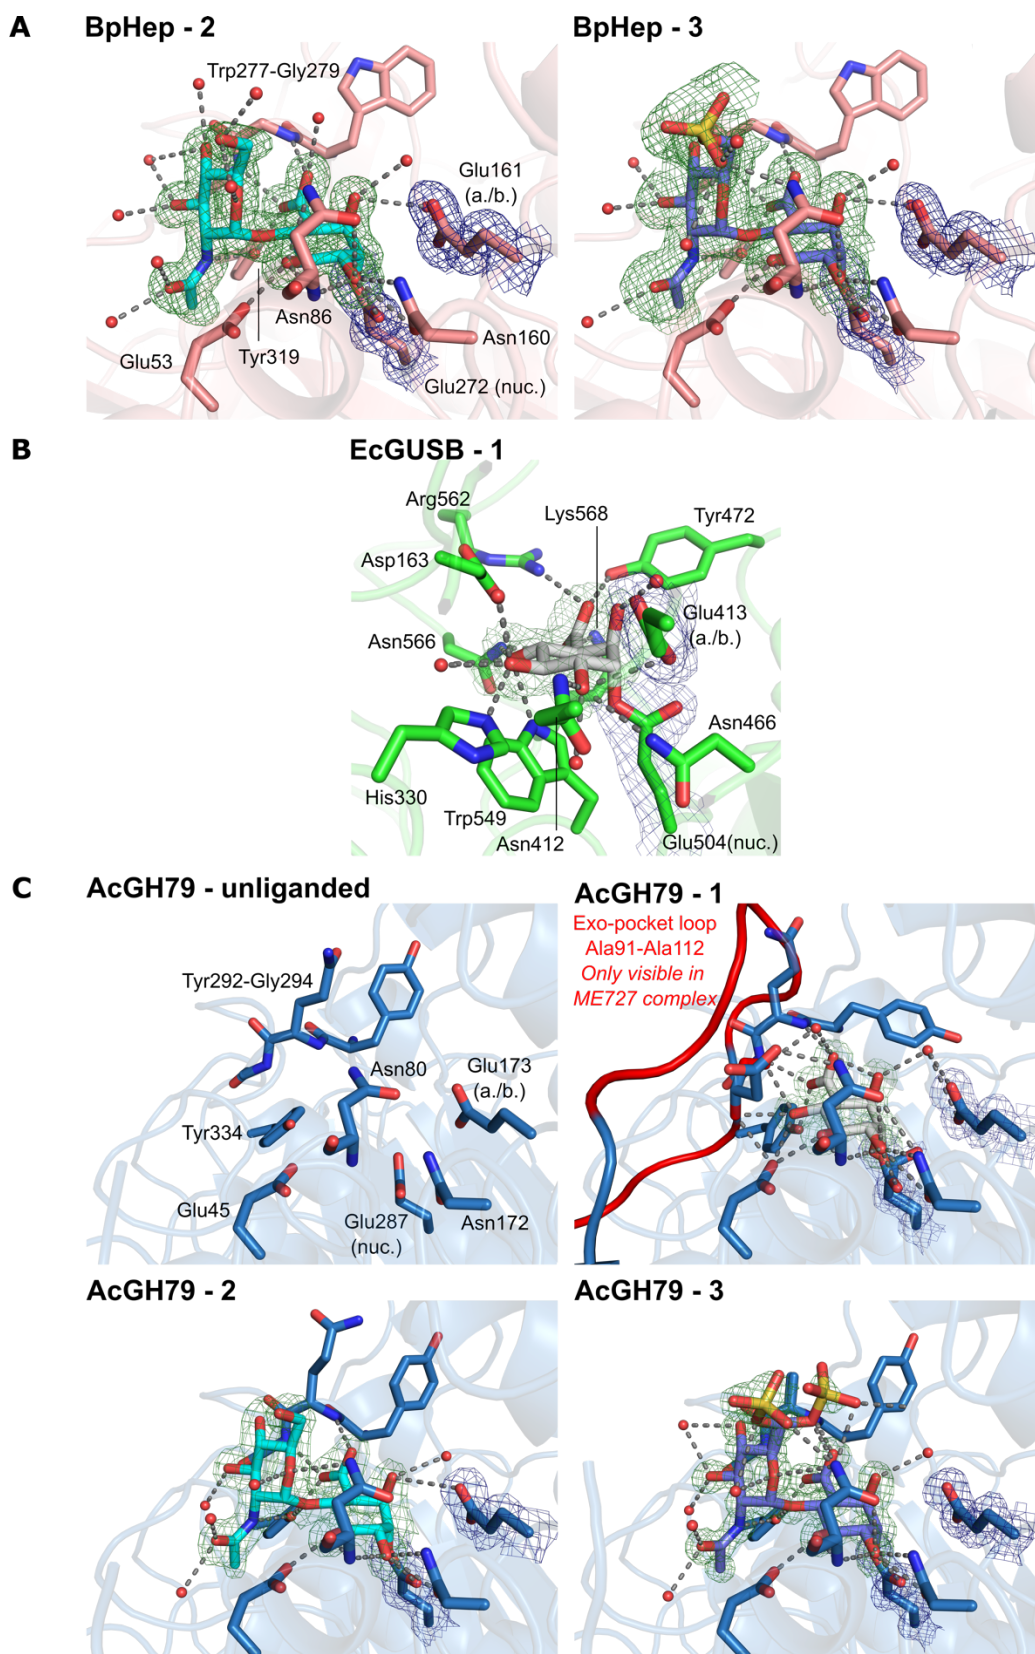 A
BpHep - 2
BpHep - 3
Trp277-Gly279
Glu161
(a./b.)
Asn86
Asn160
Glu53
Tyr319
Glu272 (nuc.)
B
EcGUSB - 1
Arg562
Lys568
Tyr472
Asp163
Glu413
(a./b.)
Asn566
Asn466
His330
Trp549
Asn412
Glu504(nuc.)
C
AcGH79 - unliganded
AcGH79 - 1
Tyr292-Gly294
Asn80
Glu173
(a./b.)
Tyr334
Glu45
Glu287
(nuc.)
Asn172
Exo-pocket loop
Ala91-Ala112
Only visible in
ME727 complex
AcGH79 - 2
AcGH79 - 3